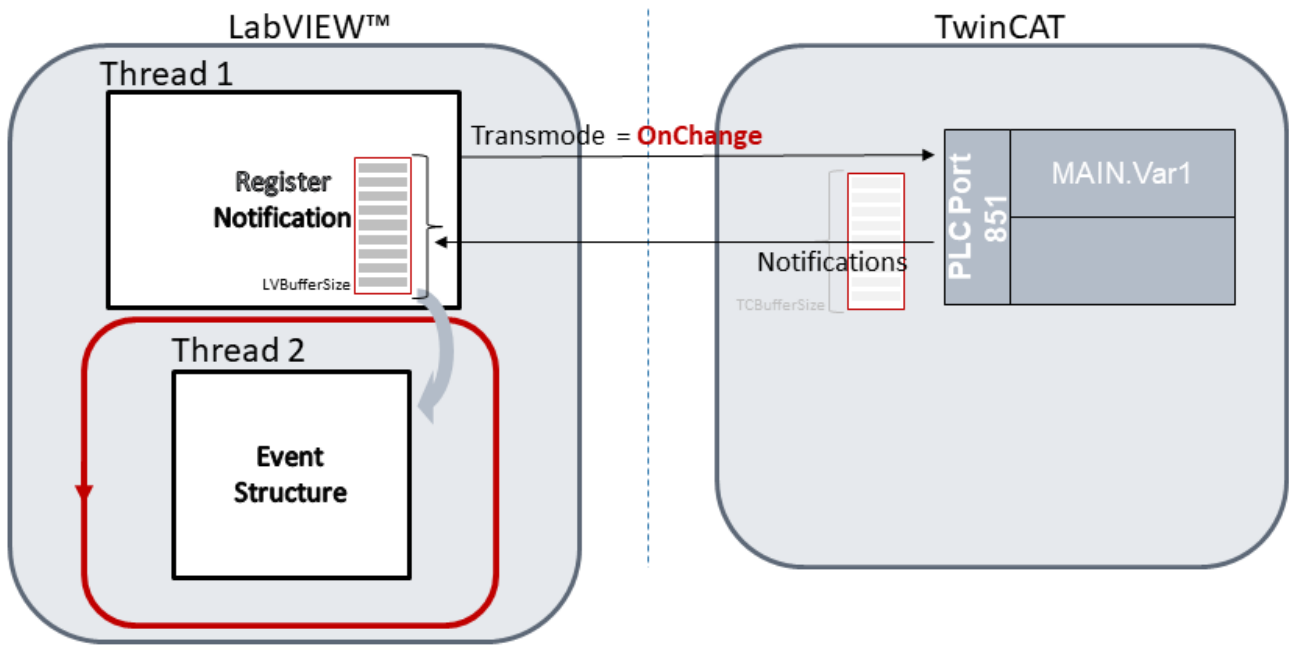 LabVIEW™
TwinCAT
Thread 1
Transmode = OnChange
Register
Notification
LVBufferSize
PLC Port
851
MAIN.Var1
Notifications
TCBufferSize
Thread 2
Event
Structure